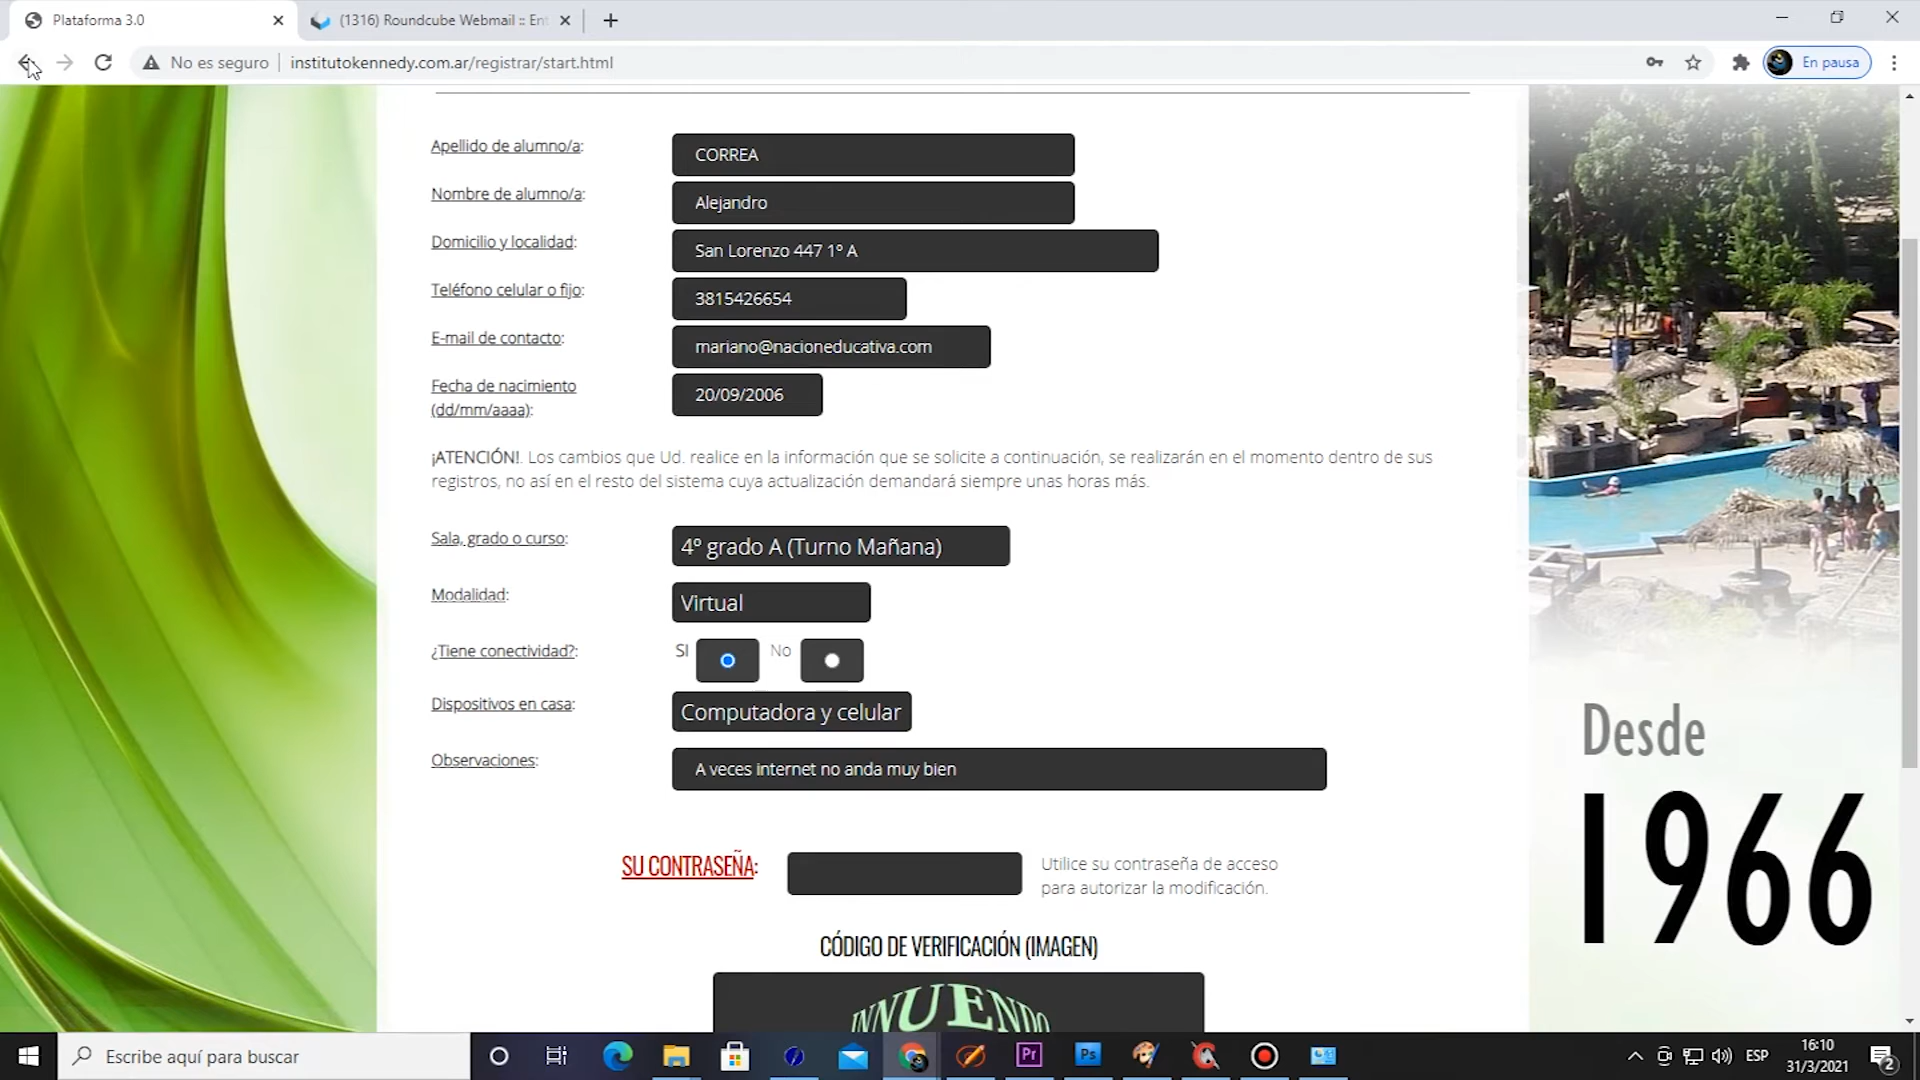 Plataforma 3.0
(1316) Roundcube Webmail :: Ent
No es seguro
institutokennedy.com.ar/registrar/start.html
En pausa
Apellido de alumno/a:
CORREA
Nombre de alumno/a:
Alejandro
Domicilio y localidad:
San Lorenzo 447 1º A
Teléfono celular o fijo:
3815426654
E-mail de contacto:
mariano@nacioneducativa.com
Fecha de nacimiento
(dd/mm/aaaa):
20/09/2006
¡ATENCIÓN!. Los cambios que Ud. realice en la información que se solicite a continuación, se realizarán en el momento dentro de sus
registros, no así en el resto del sistema cuya actualización demandará siempre unas horas más.
Sala, grado o curso:
4º grado A (Turno Mañana)
Modalidad:
Virtual
¿Tiene conectividad?:
SI
No
Dispositivos en casa:
Computadora y celular
Observaciones:
A veces internet no anda muy bien
SU CONTRASEÑA:
Utilice su contraseña de acceso
para autorizar la modificación.
CÓDIGO DE VERIFICACIÓN (IMAGEN)
INNUENDO
Desde
1966
Escribe aquí para buscar
Pr
Ps
ESP
16:10
31/3/2021
2